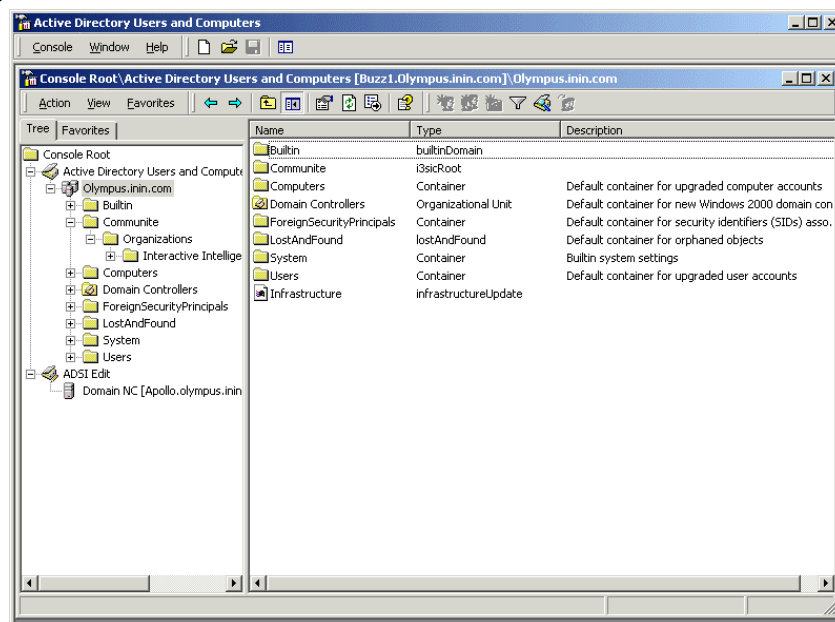 Active Directory Users and Computers
Console Window Help
Console Root\Active Directory Users and Computers [Buzz1.Olympus.inin.com]\Olympus.inin.com
Action View Favorites
Tree Favorites
Console Root
Active Directory Users and Compute
Olympus.inin.com
Builtin
Communite
Organizations
Interactive Intellige
Computers
Domain Controllers
ForeignSecurityPrincipals
LostAndFound
System
Users
ADSI Edit
Domain NC [Apollo.olympus.inin
Name Type Description
Builtin builtinDomain
Communite i3sicRoot
Computers Container Default container for upgraded computer accounts
Domain Controllers Organizational Unit Default container for new Windows 2000 domain con
ForeignSecurityPrincipals Container Default container for security identifiers (SIDs) asso.
LostAndFound lostAndFound Default container for orphaned objects
System Container Builtin system settings
Users Container Default container for upgraded user accounts
Infrastructure infrastructureUpdate